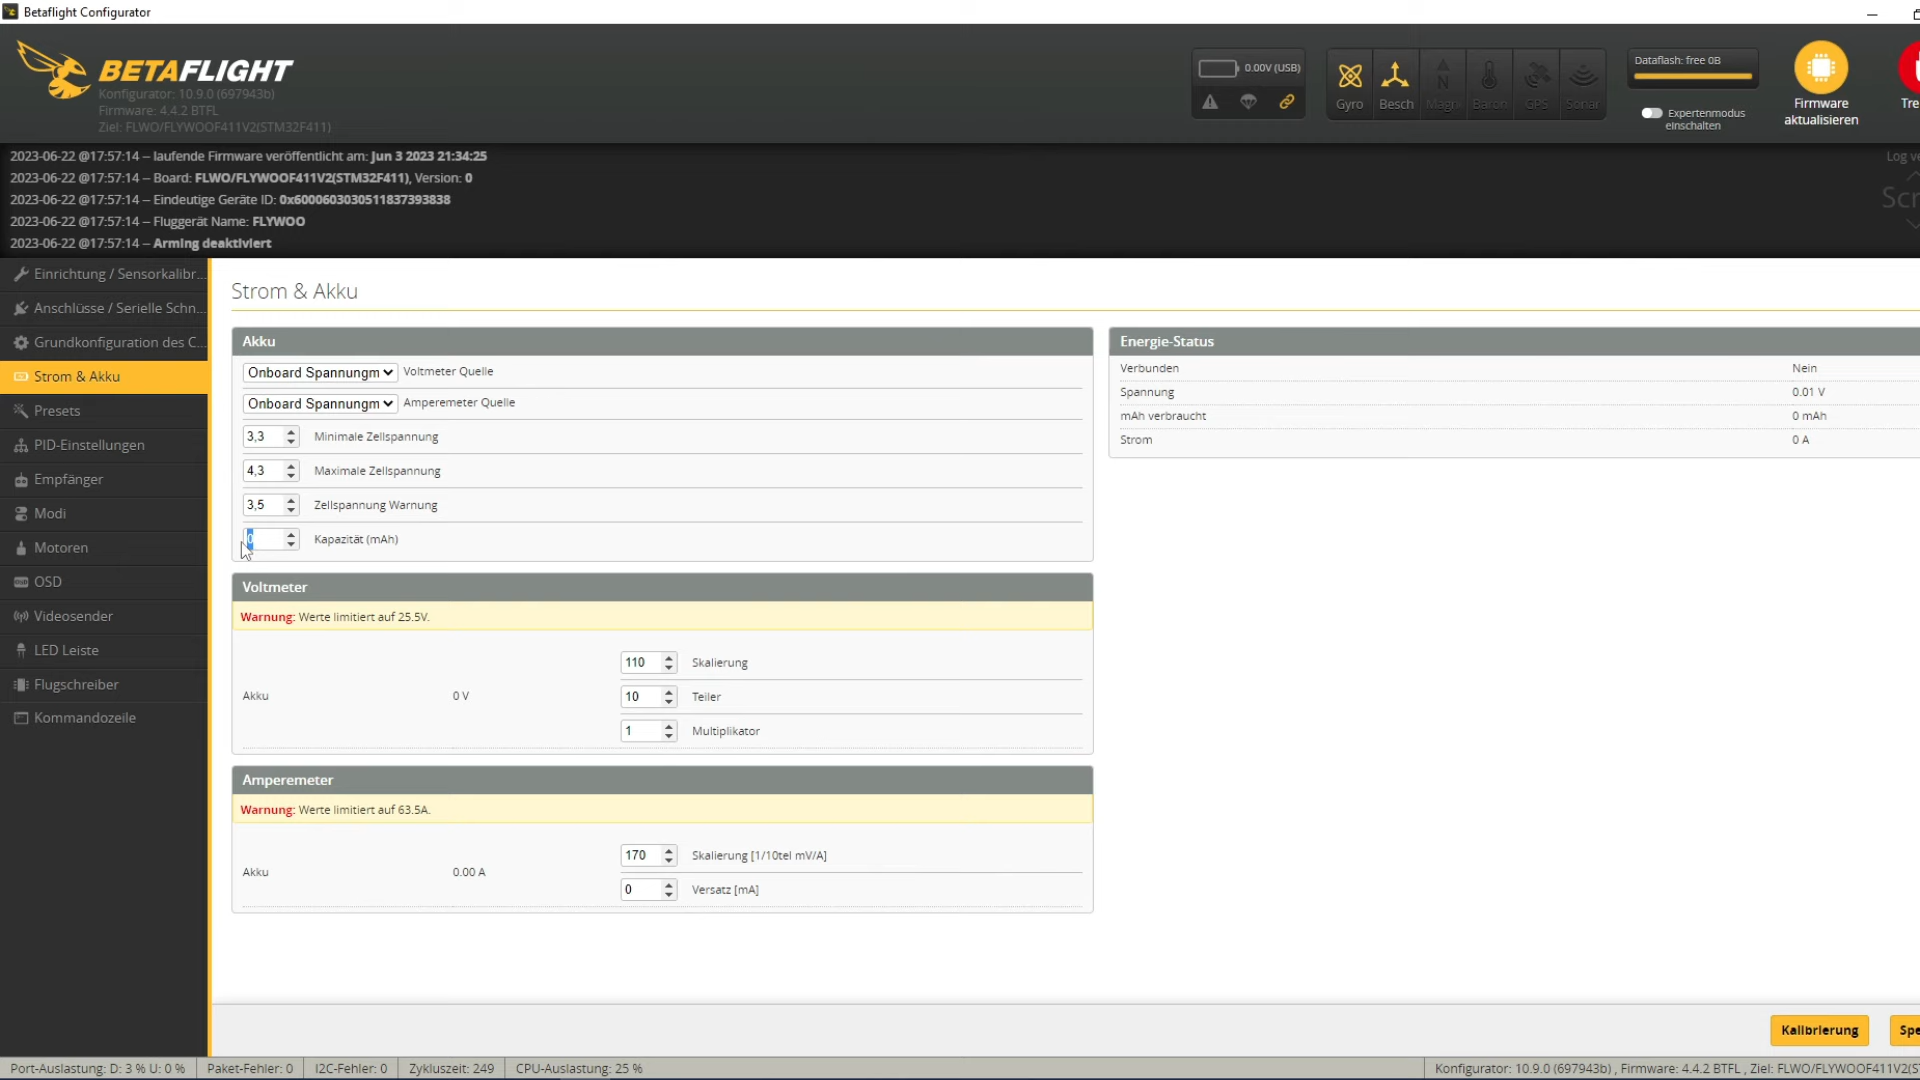 Betaflight Configurator
BETAFLIGHT
Konfigurator: 10.9.0 (697943b)
Firmware: 4.4.2 BTFL
Ziel: FLWO/FLYWOOF411V2(STM32F411)
0.00V (USB)
Gyro
Besch
Magn
Baron
GPS
Sonar
Dataflash: free 0B
Expertenmodus
einschalten
Firmware
aktualisieren
Tre
2023-06-22 @17:57:14 -- laufende Firmware veröffentlicht am: Jun 3 2023 21:34:25
2023-06-22 @17:57:14 -- Board: FLWO/FLYWOOF411V2(STM32F411), Version: 0
2023-06-22 @17:57:14 -- Eindeutige Geräte ID: 0x6000603030511837393838
2023-06-22 @17:57:14 -- Fluggerät Name: FLYWOO
2023-06-22 @17:57:14 -- Arming deaktiviert
Log ve
Scr
Einrichtung / Sensorkalibr...
Anschlüsse / Serielle Schn...
Grundkonfiguration des C...
Strom & Akku
Presets
PID-Einstellungen
Empfänger
Modi
Motoren
OSD
Videosender
LED Leiste
Flugschreiber
Kommandozeile
Strom & Akku
Akku
Onboard Spannungm Voltmeter Quelle
Onboard Spannungm Amperemeter Quelle
3,3 Minimale Zellspannung
4,3 Maximale Zellspannung
3,5 Zellspannung Warnung
0 Kapazität (mAh)
Voltmeter
Warnung: Werte limitiert auf 25.5V.
110 Skalierung
Akku 0 V 10 Teiler
1 Multiplikator
Amperemeter
Warnung: Werte limitiert auf 63.5A.
170 Skalierung [1/10tel mV/A]
Akku 0.00 A
0 Versatz [mA]
Energie-Status
Verbunden Nein
Spannung 0.01 V
mAh verbraucht 0 mAh
Strom 0 A
Kalibrierung
Spe
Port-Auslastung: D: 3 % U: 0 % Paket-Fehler: 0 I2C-Fehler: 0 Zykluszeit: 249 CPU-Auslastung: 25 %
Konfigurator: 10.9.0 (697943b) , Firmware: 4.4.2 BTFL , Ziel: FLWO/FLYWOOF411V2(S